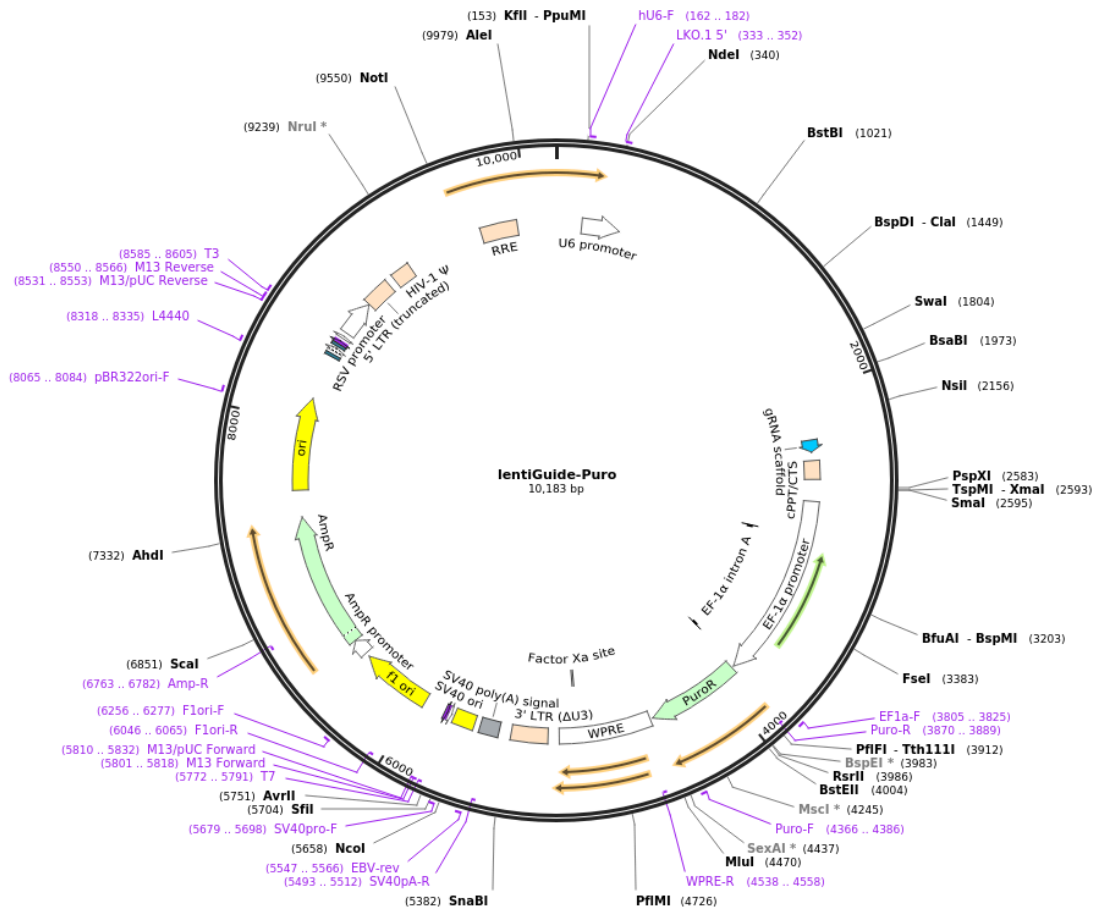 (153) KflI - PpuMI
(9979) AleI
(9550) NotI
(9239) NruI *
hU6-F (162 .. 182)
LKO.1 5' (333 .. 352)
NdeI (340)
BstBI (1021)
BspDI - ClaI (1449)
SwaI (1804)
BsaBI (1973)
NsiI (2156)
PspXI (2583)
TspMI - XmaI (2593)
SmaI (2595)
BfuAI - BspMI (3203)
FseI (3383)
EF1a-F (3805 .. 3825)
Puro-R (3870 .. 3889)
PflFI - Tth111I (3912)
BspEI * (3983)
RsrII (3986)
BstEII (4004)
MscI * (4245)
Puro-F (4366 .. 4386)
SexAI * (4437)
MluI (4470)
WPRE-R (4538 .. 4558)
PflMI (4726)
(5382) SnaBI
(5493 .. 5512) SV40pA-R
(5547 .. 5566) EBV-rev
(5658) NcoI
(5679 .. 5698) SV40pro-F
(5704) SfiI
(5751) AvrII
(5772 .. 5791) T7
(5801 .. 5818) M13 Forward
(5810 .. 5832) M13/pUC Forward
(6046 .. 6065) F1ori-R
(6256 .. 6277) F1ori-F
(6763 .. 6782) Amp-R
(6851) ScaI
(7332) AhdI
(8065 .. 8084) pBR322ori-F
(8318 .. 8335) L4440
(8531 .. 8553) M13/pUC Reverse
(8550 .. 8566) M13 Reverse
(8585 .. 8605) T3
10,000
2000
4000
6000
8000
RRE
U6 promoter
HIV-1 Ψ
5' LTR (truncated)
RSV promoter
gRNA scaffold
cPPT/CTS
EF-1α promoter
EF-1α intron A
PuroR
Factor Xa site
WPRE
3' LTR (ΔU3)
SV40 poly(A) signal
SV40 ori
f1 ori
AmpR promoter
AmpR
ori
lentiGuide-Puro
10,183 bp